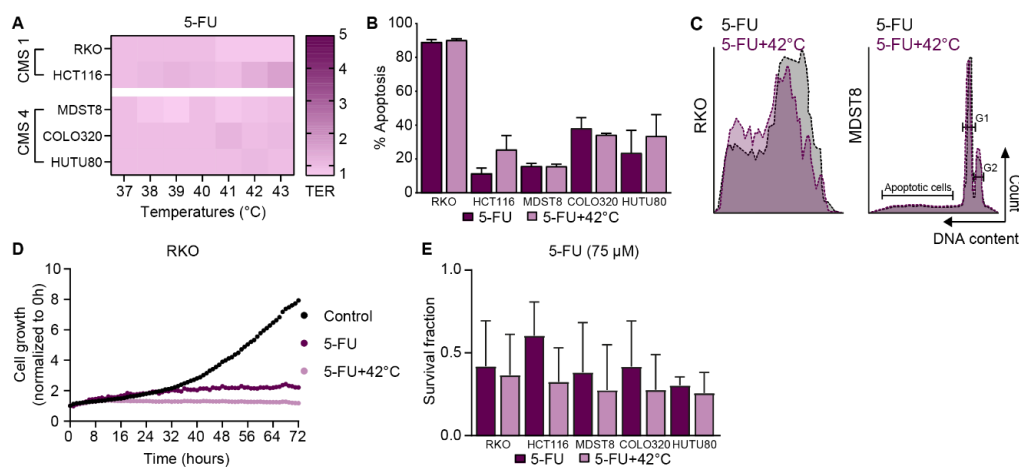 A
5-FU
CMS 1
CMS 4
RKO
HCT116
MDST8
COLO320
HUTU80
37 38 39 40 41 42 43
Temperatures (°C)
5
4
3
2
1
TER
B
% Apoptosis
100
80
60
40
20
0
RKO HCT116 MDST8 COLO320 HUTU80
5-FU 5-FU+42°C
C
5-FU
5-FU+42°C
RKO
5-FU
5-FU+42°C
MDST8
G1
G2
Apoptotic cells
Count
DNA content
D
RKO
Cell growth
(normalized to 0h)
10
8
6
4
2
0
0 8 16 24 32 40 48 56 64 72
Time (hours)
Control
5-FU
5-FU+42°C
E
5-FU (75 µM)
Survival fraction
1.0
0.5
0.0
RKO HCT116 MDST8 COLO320 HUTU80
5-FU 5-FU+42°C